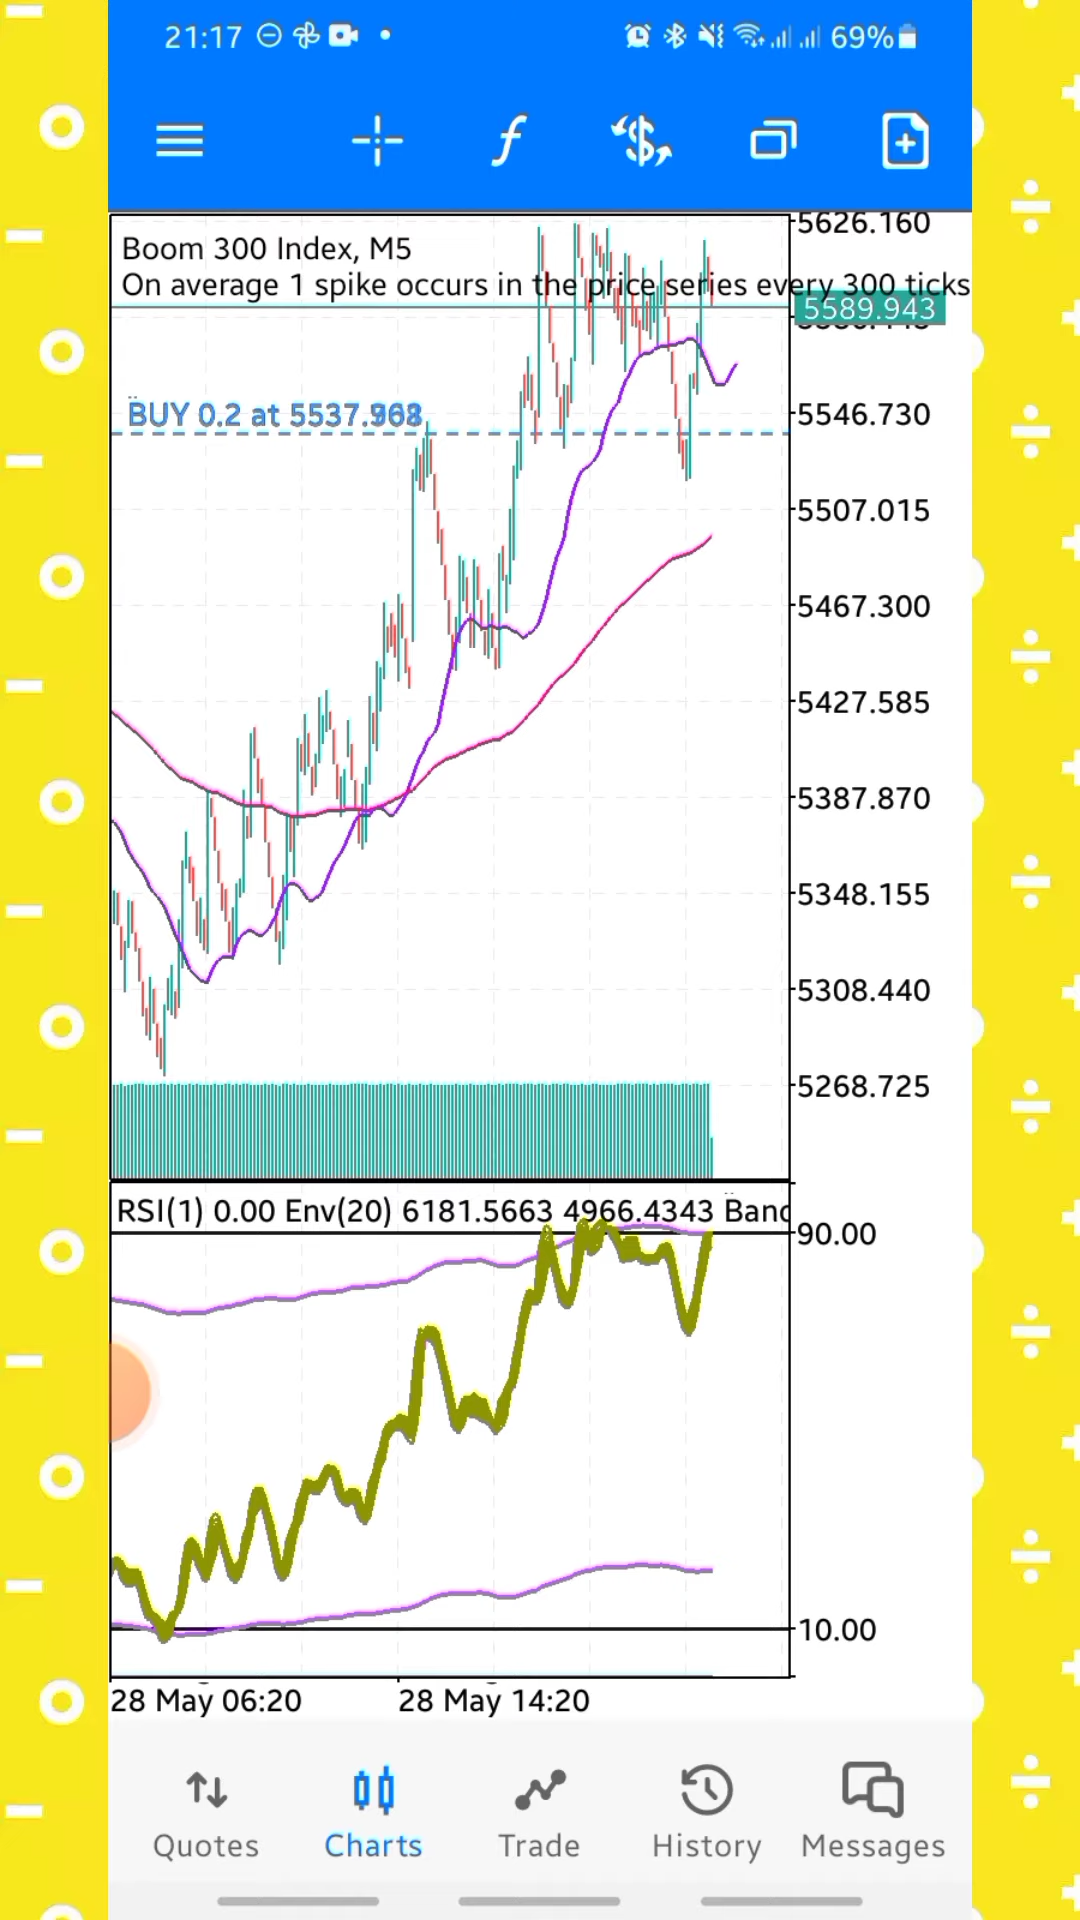 21:17
69%
5626.160
Boom 300 Index, M5
On average 1 spike occurs in the price series every 300 ticks
5589.943
BUY 0.2 at
5546.730
5507.015
5467.300
5427.585
5387.870
5348.155
5308.440
5268.725
RSI(1) 0.00 Env(20) 6181.5663 4966.4343 Banc
90.00
10.00
28 May 06:20 28 May 14:20
Quotes Charts Trade History Messages